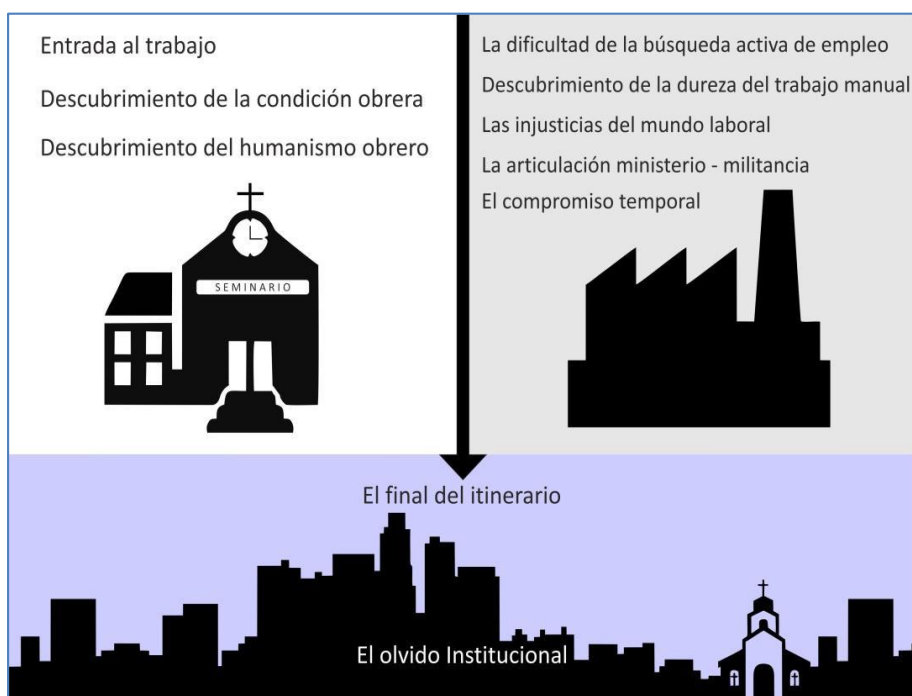 Entrada al trabajo
Descubrimiento de la condición obrera
Descubrimiento del humanismo obrero
SEMINARIO
La dificultad de la búsqueda activa de empleo
Descubrimiento de la dureza del trabajo manual
Las injusticias del mundo laboral
La articulación ministerio - militancia
El compromiso temporal
El final del itinerario
El olvido Institucional